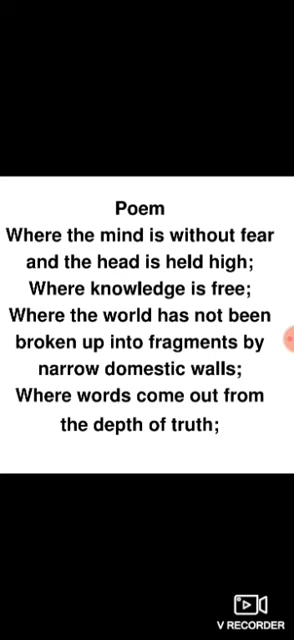 Poem
Where the mind is without fear
and the head is held high;
Where knowledge is free;
Where the world has not been
broken up into fragments by
narrow domestic walls;
Where words come out from
the depth of truth;
V RECORDER